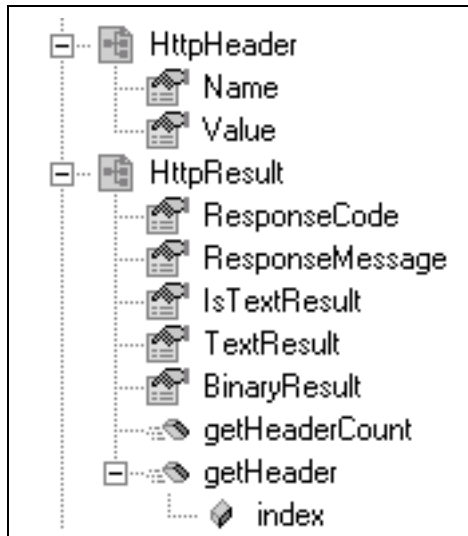 HttpHeader
Name
Value
HttpResult
ResponseCode
ResponseMessage
IsTextResult
TextResult
BinaryResult
getHeaderCount
getHeader
index